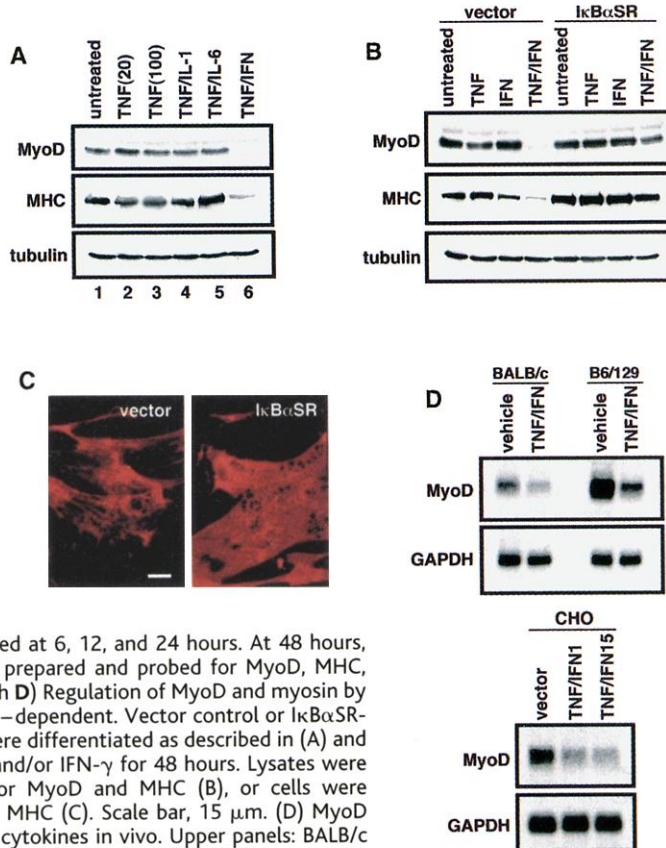 A
untreated
TNF(20)
TNF(100)
TNF/IL-1
TNF/IL-6
TNF/IFN
MyoD
MHC
tubulin
1 2 3 4 5 6
B
vector IκBαSR
untreated
TNF
IFN
TNF/IFN
untreated
TNF
IFN
TNF/IFN
MyoD
MHC
tubulin
C
vector
IκBαSR
D
BALB/c B6/129
vehicle
TNF/IFN
vehicle
TNF/IFN
MyoD
GAPDH
CHO
vector
TNF/IFN1
TNF/IFN15
MyoD
GAPDH
ed at 6, 12, and 24 hours. At 48 hours,
prepared and probed for MyoD, MHC,
h D) Regulation of MyoD and myosin by
–dependent. Vector control or IκBαSR-
ere differentiated as described in (A) and
and/or IFN-γ for 48 hours. Lysates were
or MyoD and MHC (B), or cells were
MHC (C). Scale bar, 15 μm. (D) MyoD
cytokines in vivo. Upper panels: BALB/c